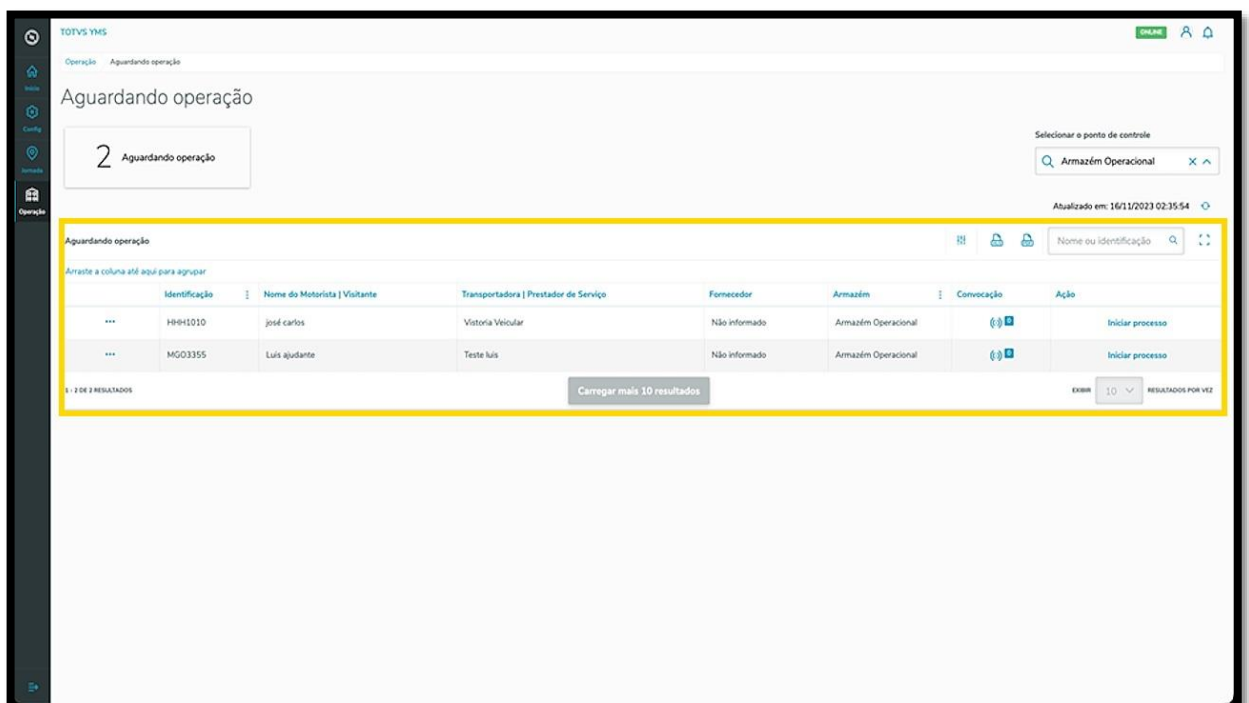 TOTVS YMS
ONLINE
Operação Aguardando operação
Início
Config
Jornada
Operação
Aguardando operação
2 Aguardando operação
Selecionar o ponto de controle
Armazém Operacional
Atualizado em: 16/11/2023 02:35:54
Aguardando operação
Nome ou identificação
Arraste a coluna até aqui para agrupar
Identificação Nome do Motorista | Visitante Transportadora | Prestador de Serviço Fornecedor Armazém Convocação Ação
... HHH1010 josé carlos Vistoria Veicular Não informado Armazém Operacional 0 Iniciar processo
... MGO3355 Luis ajudante Teste luis Não informado Armazém Operacional 0 Iniciar processo
1 - 2 DE 2 RESULTADOS Carregar mais 10 resultados EXIBIR 10 RESULTADOS POR VEZ